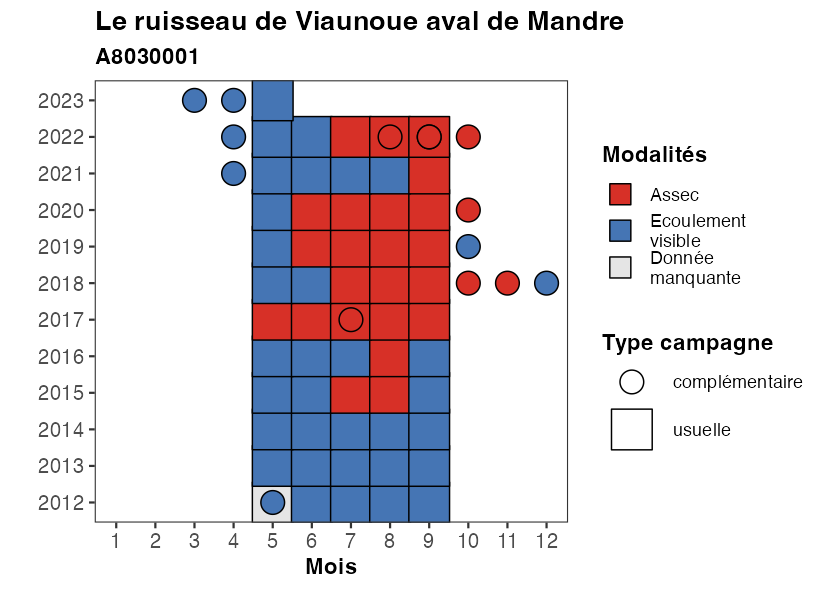 Le ruisseau de Viaunoue aval de Mandre
A8030001
2023
2022
2021
2020
2019
2018
2017
2016
2015
2014
2013
2012
1 2 3 4 5 6 7 8 9 10 11 12
Mois
Modalités
Assec
Ecoulement
visible
Donnée
manquante
Type campagne
complémentaire
usuelle